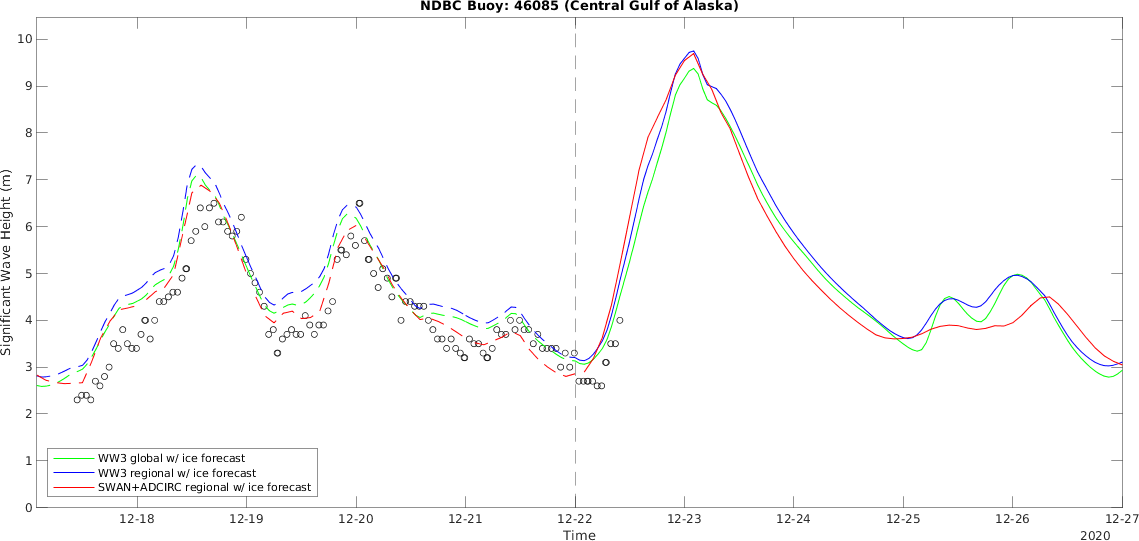 NDBC Buoy: 46085 (Central Gulf of Alaska)
Significant Wave Height (m)
10
9
8
7
6
5
4
3
2
1
0
WW3 global w/ ice forecast
WW3 regional w/ ice forecast
SWAN+ADCIRC regional w/ ice forecast
12-18 12-19 12-20 12-21 12-22 12-23 12-24 12-25 12-26 12-27
Time
2020